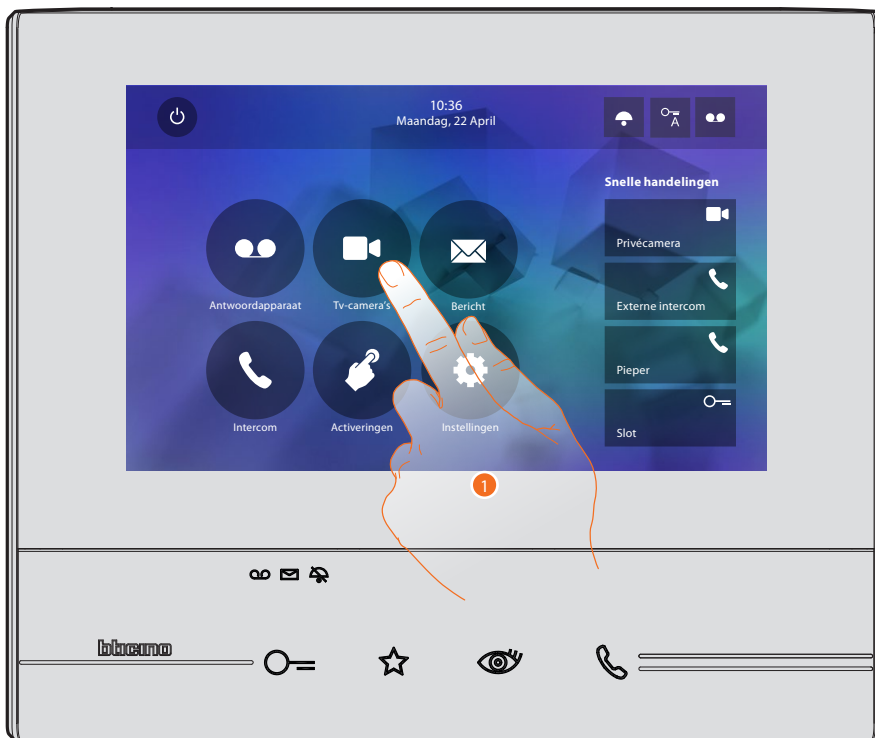 10:36
Maandag, 22 April
A
Snelle handelingen
Privécamera
Externe intercom
Pieper
Slot
Antwoordapparaat
Tv-camera's
Bericht
Intercom
Activeringen
Instellingen
1
bticino